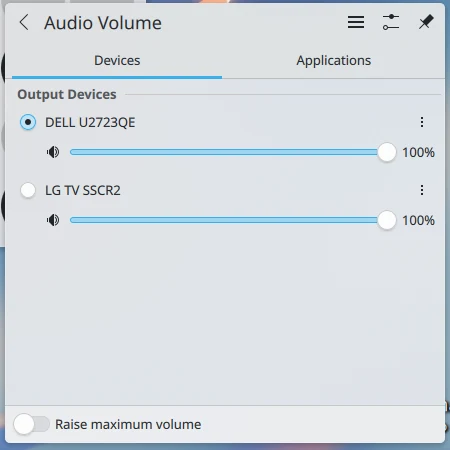 Audio Volume
Devices
Applications
Output Devices
DELL U2723QE
100%
LG TV SSCR2
100%
Raise maximum volume